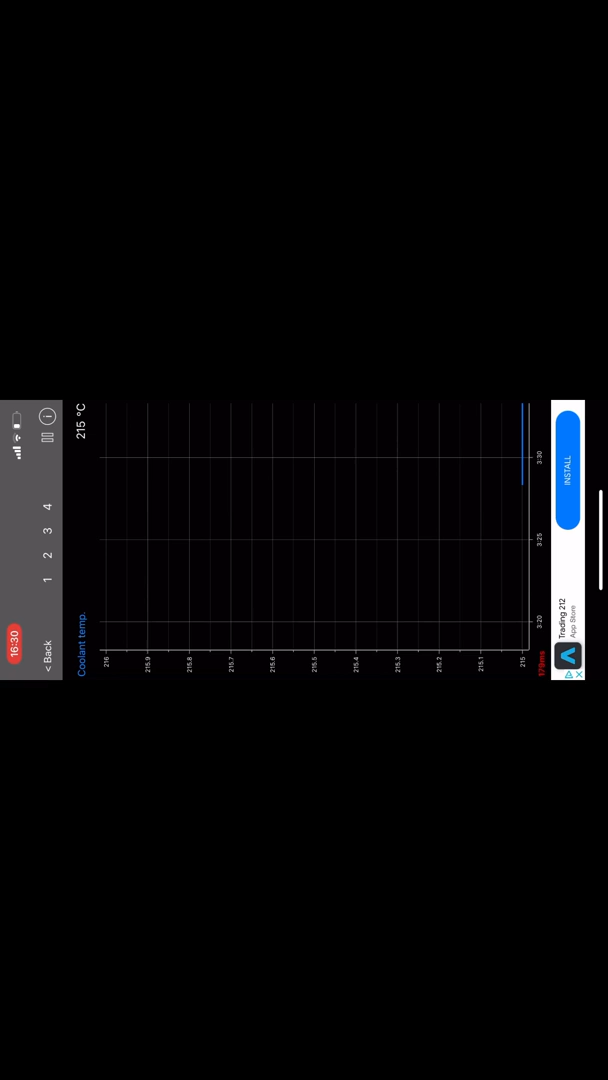 16:30
< Back
1 2 3 4
i
Coolant temp.
215 °C
216
215.9
215.8
215.7
215.6
215.5
215.4
215.3
215.2
215.1
215
3:20
3:25
3:30
179ms
Trading 212
App Store
INSTALL